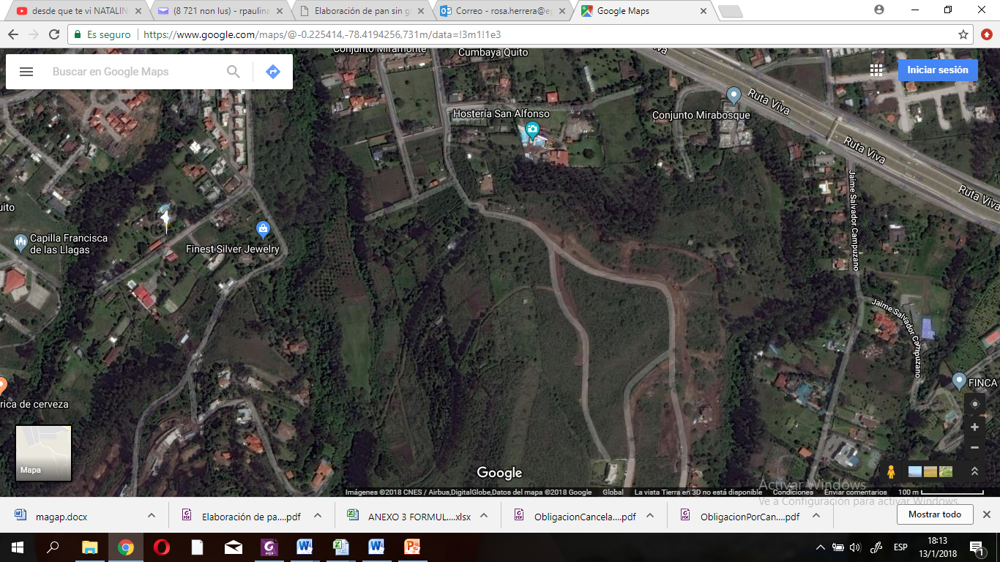 desde que te vi NATALIN
(8 721 non lus) - rpaulina
Elaboración de pan sin gl
Correo - rosa.herrera@ep
Google Maps
Es seguro
https://www.google.com/maps/@-0.225414,-78.4194256,731m/data=!3m1!1e3
Conjunto Miramonte
Cumbaya Quito
Buscar en Google Maps
Iniciar sesión
Ruta Viva
Hostería San Alfonso
Conjunto Mirabosque
Ruta Viva
Ruta Viva
Jaime Salvador Campuzano
uito
Capilla Francisca
de las Llagas
Finest Silver Jewelry
Jaime Salvador Campuzano
FINCA
rica de cerveza
Mapa
Google
Imágenes ©2018 CNES / Airbus,DigitalGlobe,Datos del mapa ©2018 Google Global La vista Tierra en 3D no está disponible Condiciones Enviar comentarios 100 m
Activar Windows
Ve a Configuración para activar Windows.
magap.docx
Elaboración de pa....pdf
ANEXO 3 FORMUL....xlsx
ObligacionCancela....pdf
ObligacionPorCan....pdf
Mostrar todo
ESP
18:13
13/1/2018
1